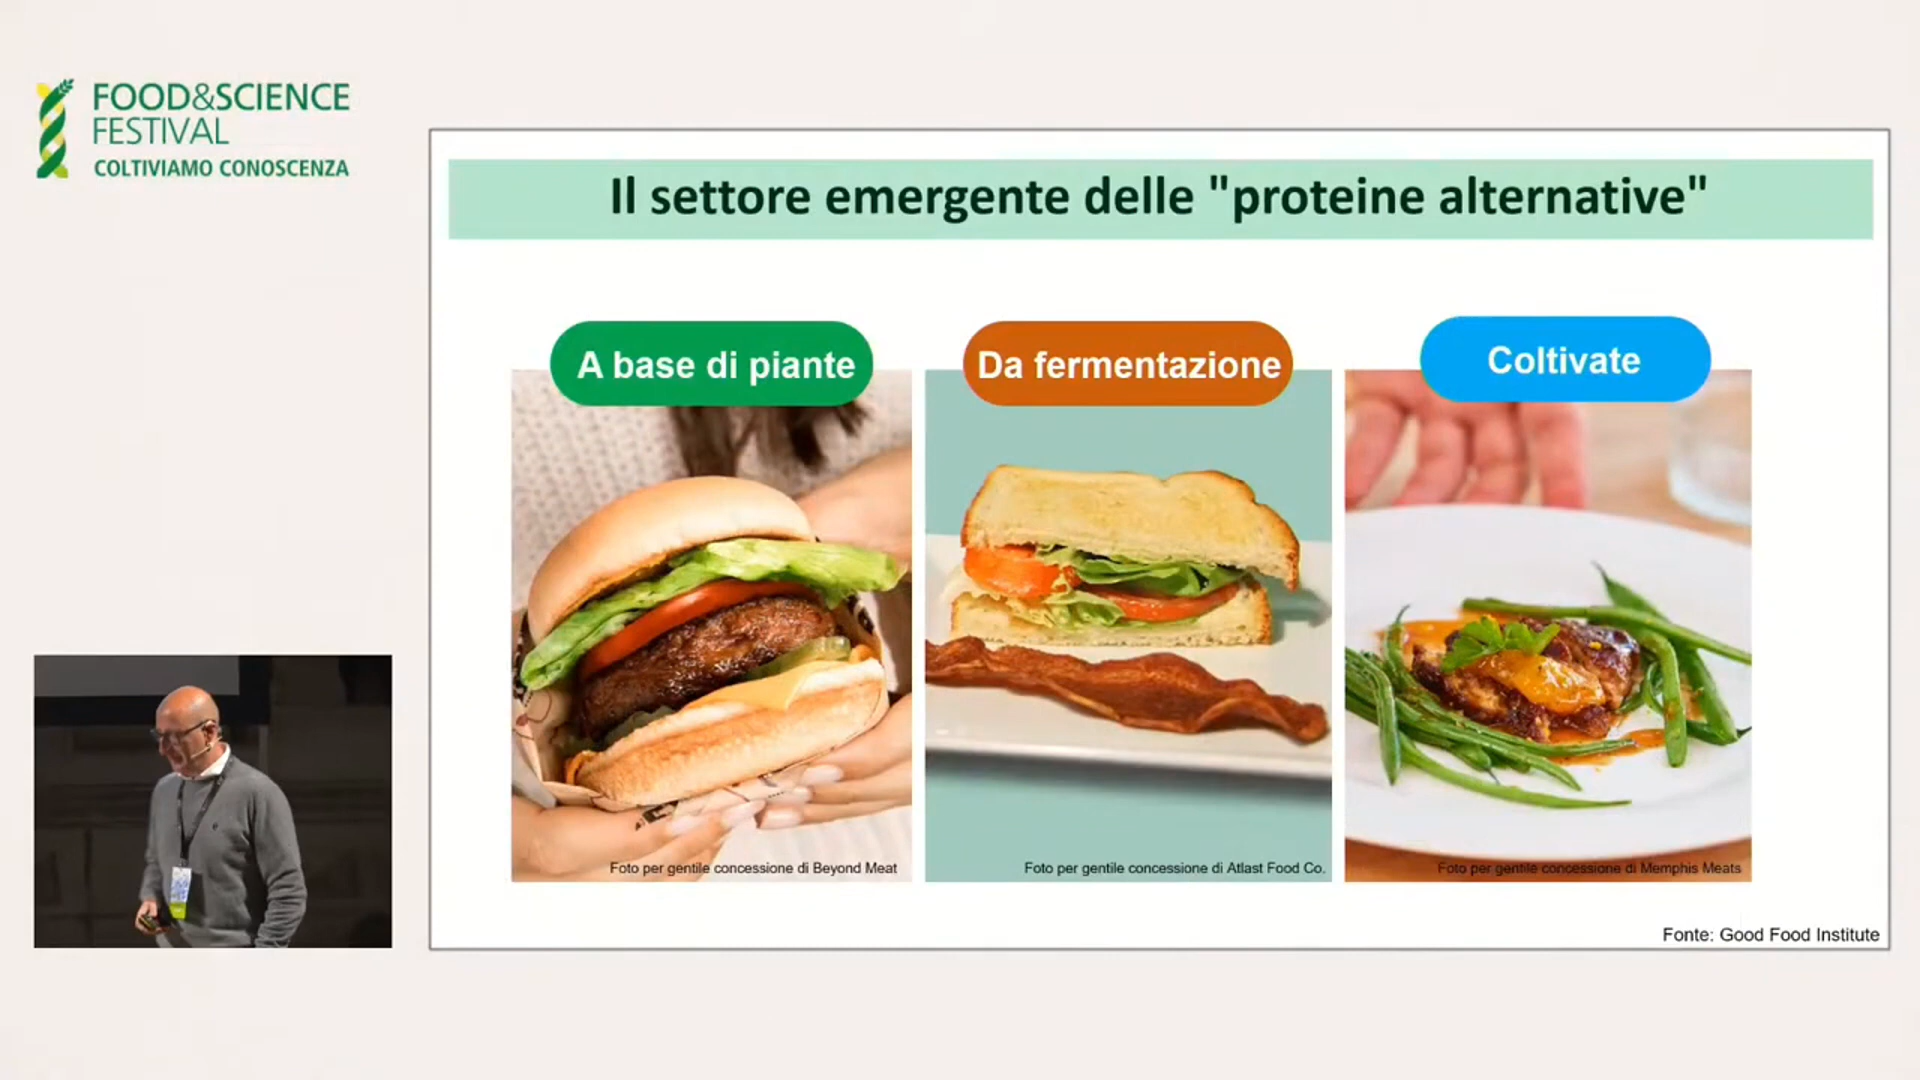 FOOD&SCIENCE
FESTIVAL
COLTIVIAMO CONOSCENZA
Il settore emergente delle "proteine alternative"
A base di piante
Da fermentazione
Coltivate
Foto per gentile concessione di Beyond Meat
Foto per gentile concessione di Atlast Food Co.
Foto per gentile concessione di Memphis Meats
Fonte: Good Food Institute